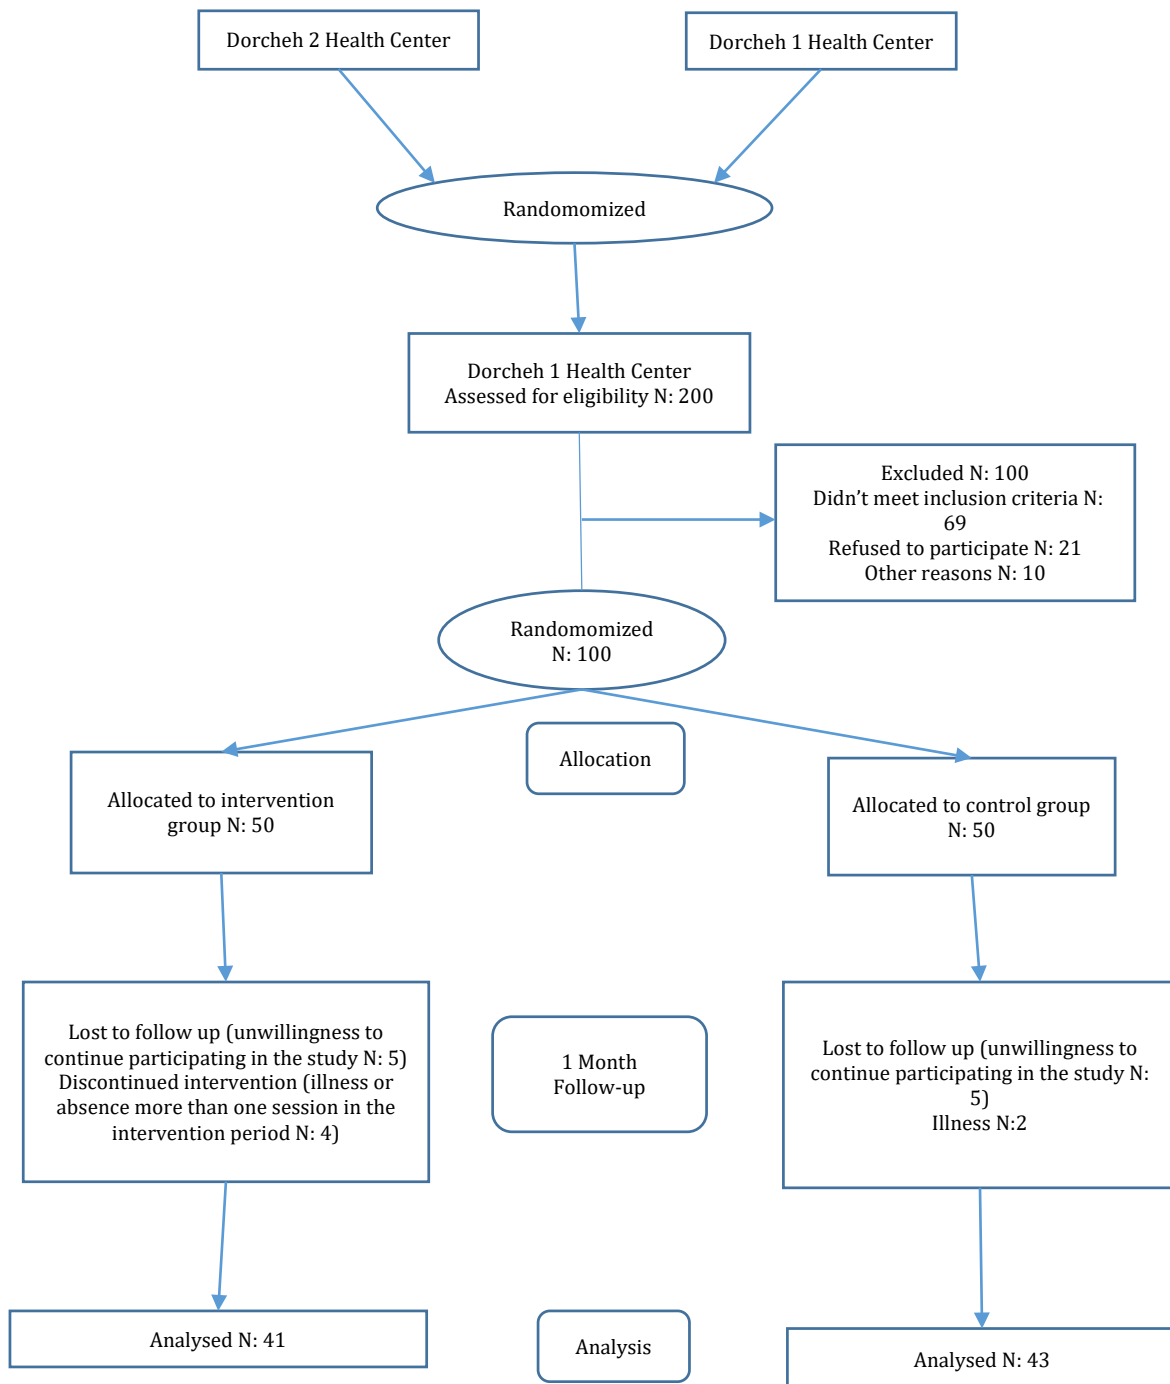 Dorcheh 2 Health Center
Dorcheh 1 Health Center
Randomomized
Dorcheh 1 Health Center
Assessed for eligibility N: 200
Excluded N: 100
Didn’t meet inclusion criteria N:
69
Refused to participate N: 21
Other reasons N: 10
Randomomized
N: 100
Allocation
Allocated to intervention
group N: 50
Allocated to control group
N: 50
Lost to follow up (unwillingness to
continue participating in the study N: 5)
Discontinued intervention (illness or
absence more than one session in the
intervention period N: 4)
1 Month
Follow-up
Lost to follow up (unwillingness to
continue participating in the study N:
5)
Illness N:2
Analysed N: 41
Analysis
Analysed N: 43